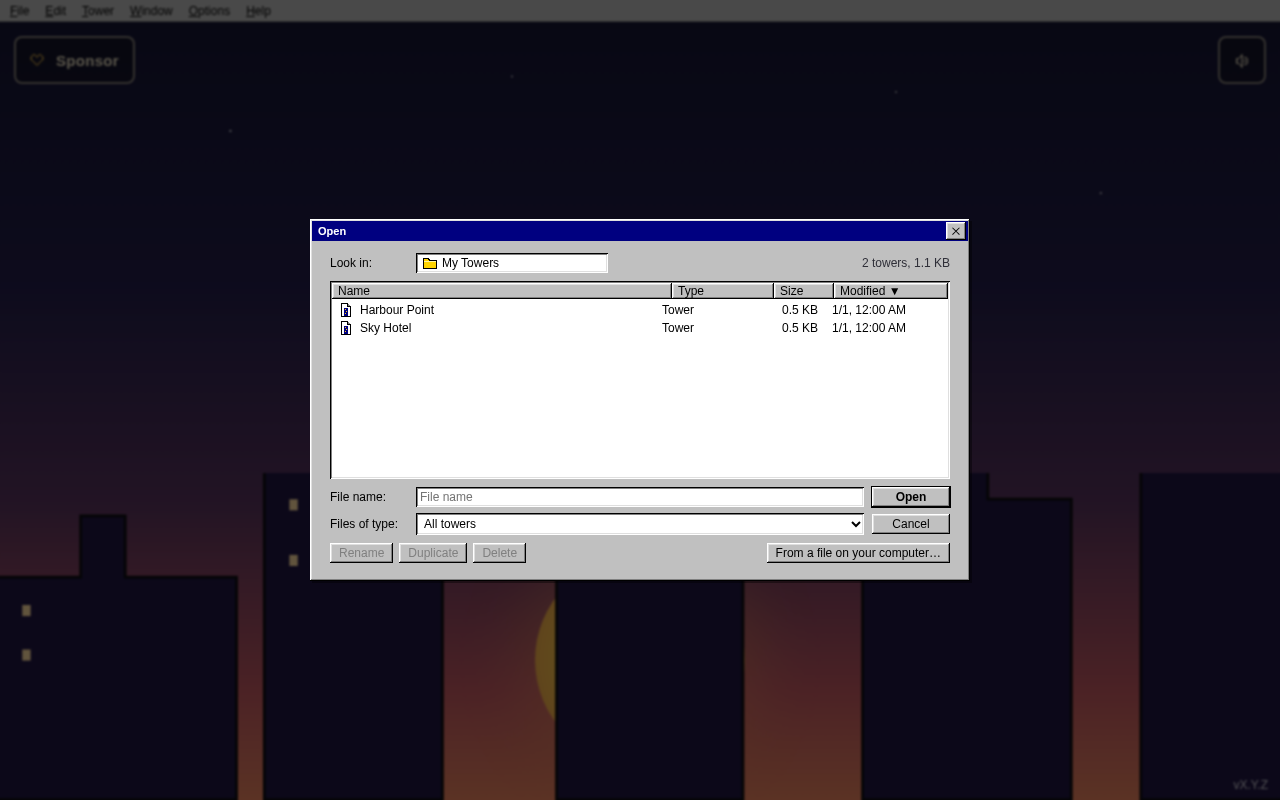 File Edit Tower Window Options Help
Sponsor
Open
Look in: My Towers 2 towers, 1.1 KB
Name Type Size Modified ▼
Harbour Point Tower 0.5 KB 1/1, 12:00 AM
Sky Hotel Tower 0.5 KB 1/1, 12:00 AM
File name: File name Open
Files of type: All towers Cancel
Rename Duplicate Delete From a file on your computer…
vX.Y.Z